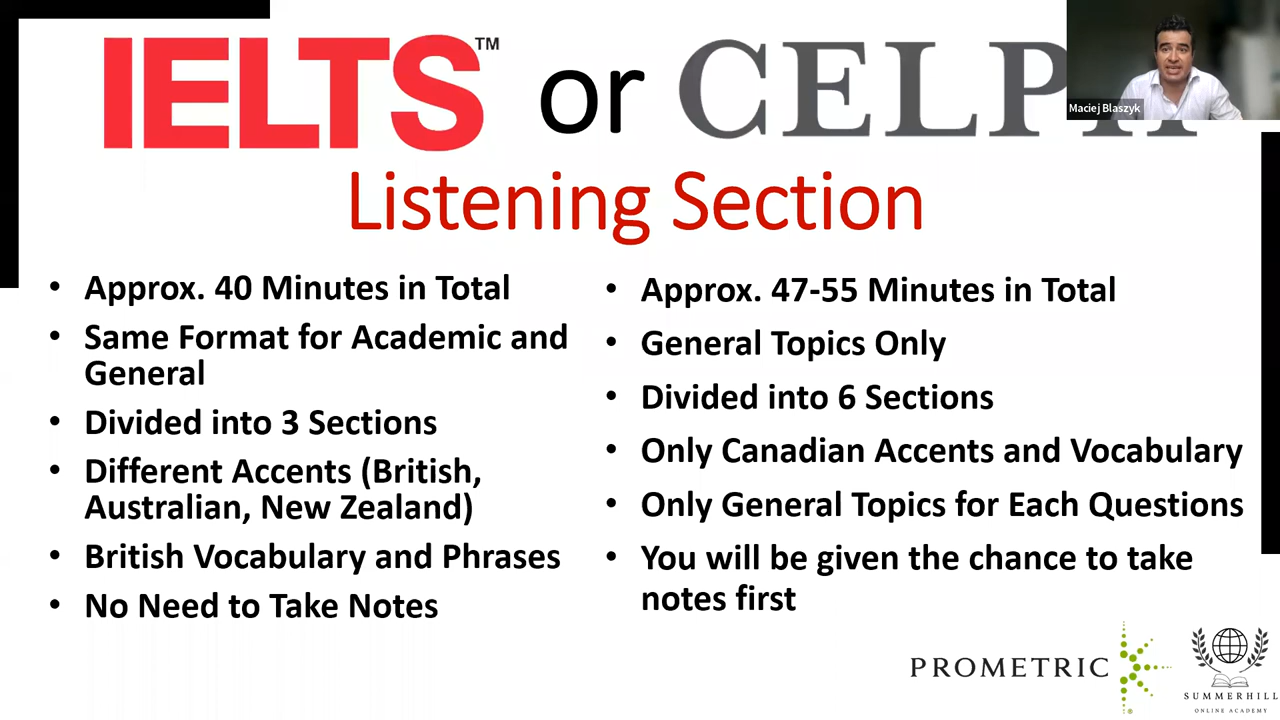 IELTS™ or CELP
Maciej Blaszyk
Listening Section
• Approx. 40 Minutes in Total
• Same Format for Academic and
General
• Divided into 3 Sections
• Different Accents (British,
Australian, New Zealand)
• British Vocabulary and Phrases
• No Need to Take Notes
• Approx. 47-55 Minutes in Total
• General Topics Only
• Divided into 6 Sections
• Only Canadian Accents and Vocabulary
• Only General Topics for Each Questions
• You will be given the chance to take
notes first
PROMETRIC
SUMMERHILL
ONLINE ACADEMY